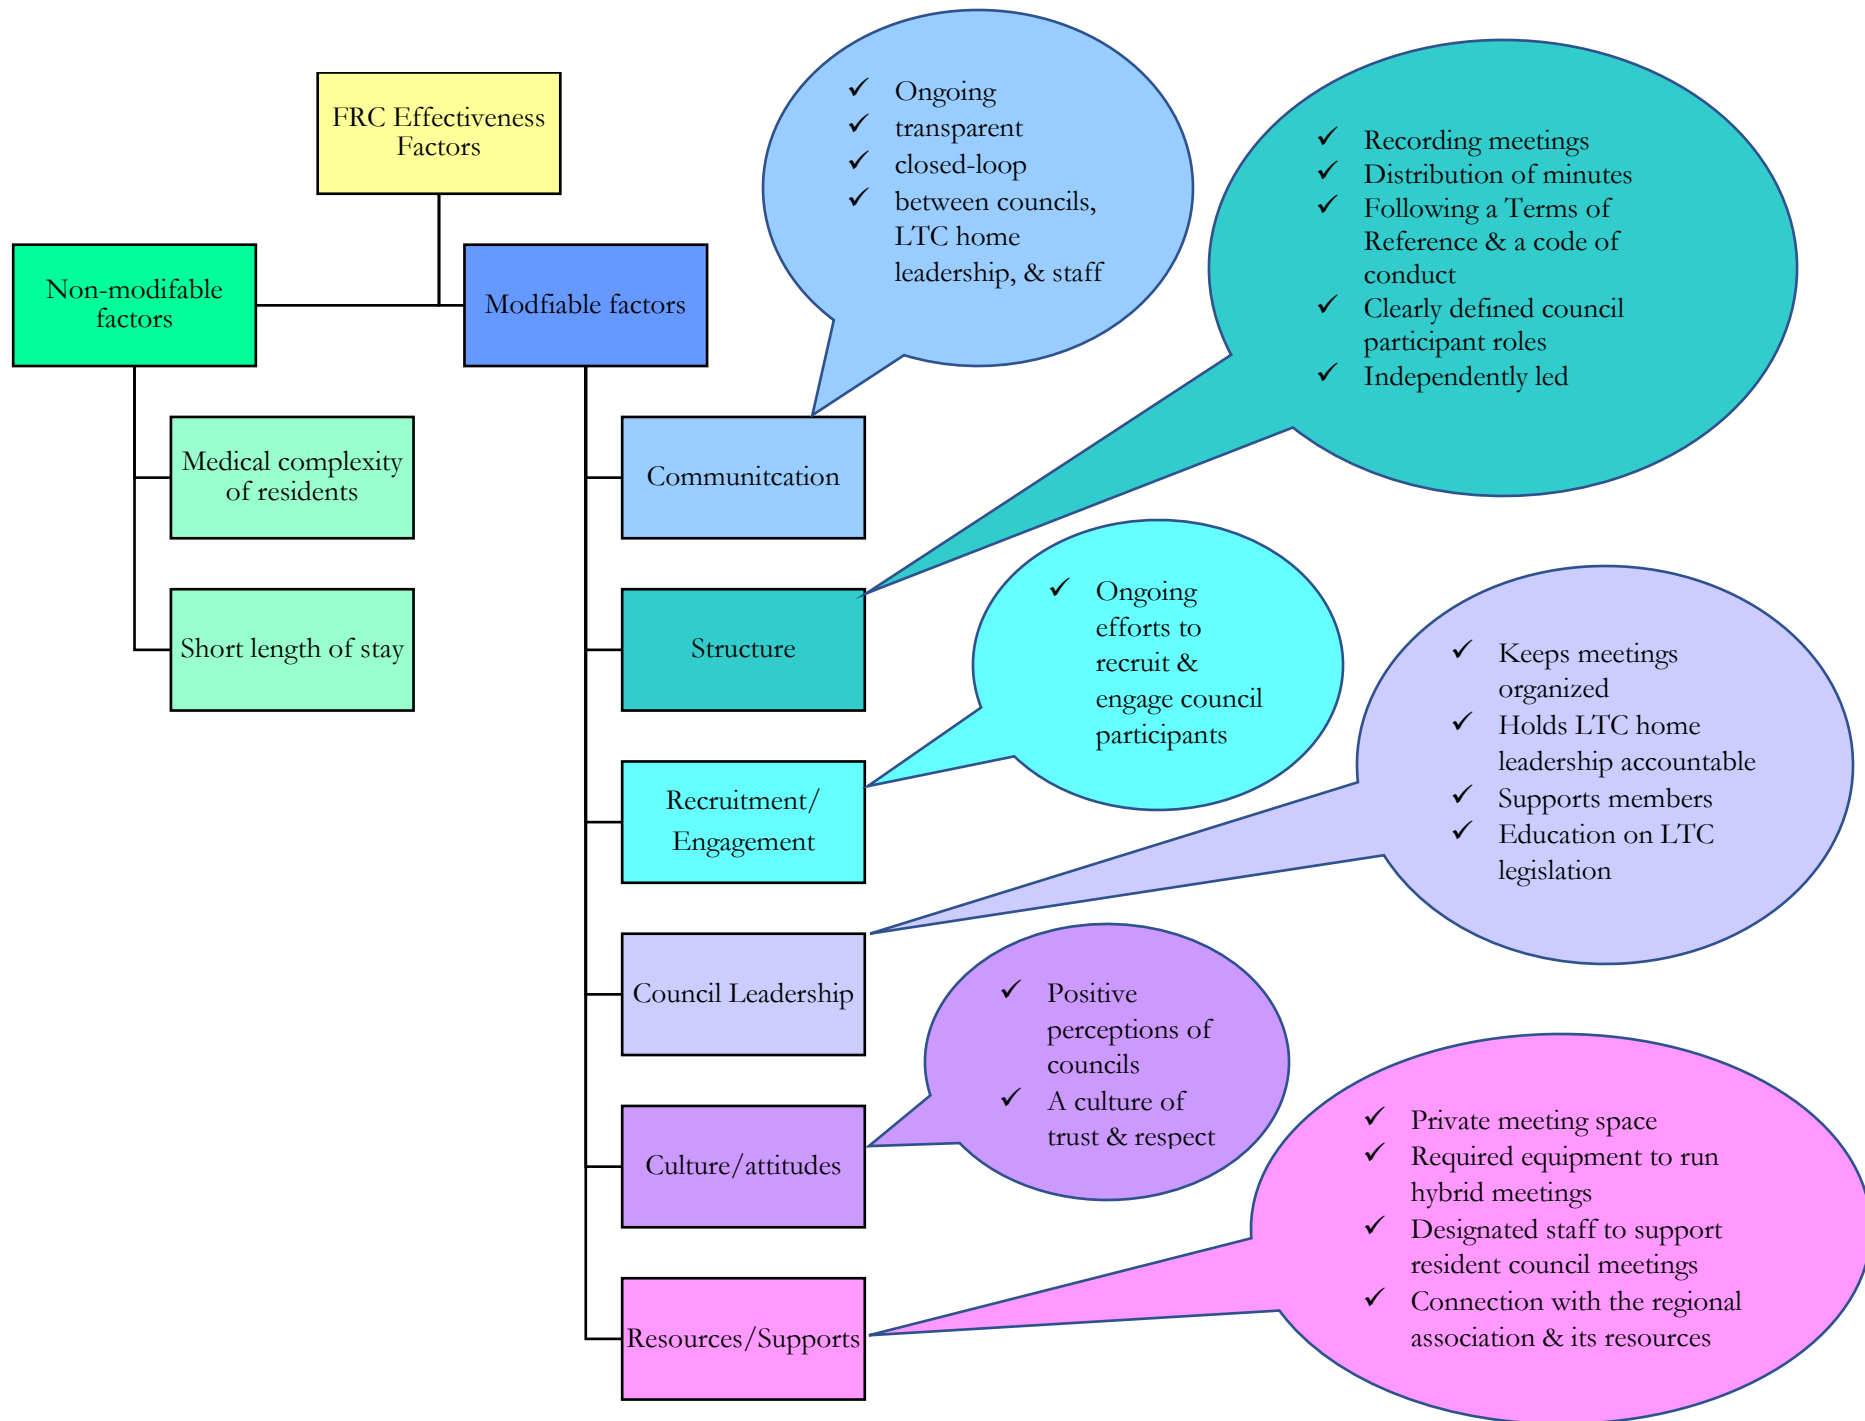 FRC Effectiveness
Factors
Non-modifable
factors
Modfiable factors
Medical complexity
of residents
Short length of stay
Communitcation
✓ Ongoing
✓ transparent
✓ closed-loop
✓ between councils,
LTC home
leadership, & staff
Structure
✓ Recording meetings
✓ Distribution of minutes
✓ Following a Terms of
Reference & a code of
conduct
✓ Clearly defined council
participant roles
✓ Independently led
Recruitment/
Engagement
✓ Ongoing
efforts to
recruit &
engage council
participants
Council Leadership
✓ Keeps meetings
organized
✓ Holds LTC home
leadership accountable
✓ Supports members
✓ Education on LTC
legislation
Culture/attitudes
✓ Positive
perceptions of
councils
✓ A culture of
trust & respect
Resources/Supports
✓ Private meeting space
✓ Required equipment to run
hybrid meetings
✓ Designated staff to support
resident council meetings
✓ Connection with the regional
association & its resources